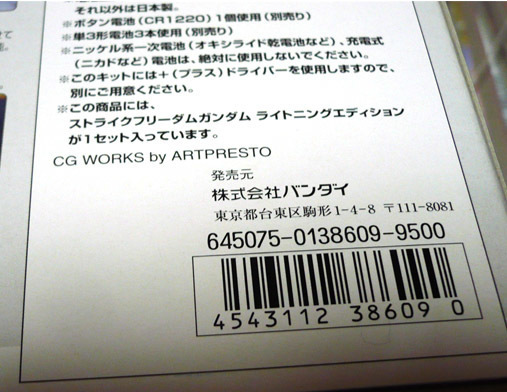 それ以外は日本製。
※ボタン電池(CR1220)1個使用(別売り)
※単3形電池3本使用(別売り)
※ニッケル系一次電池(オキシライド乾電池など)、充電式
(ニカドなど)電池は、絶対に使用しないでください。
※このキットには+(プラス)ドライバーを使用しますので、
別にご用意ください。
※この商品には、
ストライクフリーダムガンダム ライトニングエディション
が1セット入っています。
CG WORKS by ARTPRESTO
発売元
株式会社バンダイ
東京都台東区駒形1-4-8 〒111-8081
645075-0138609-9500
4543112 38609 0